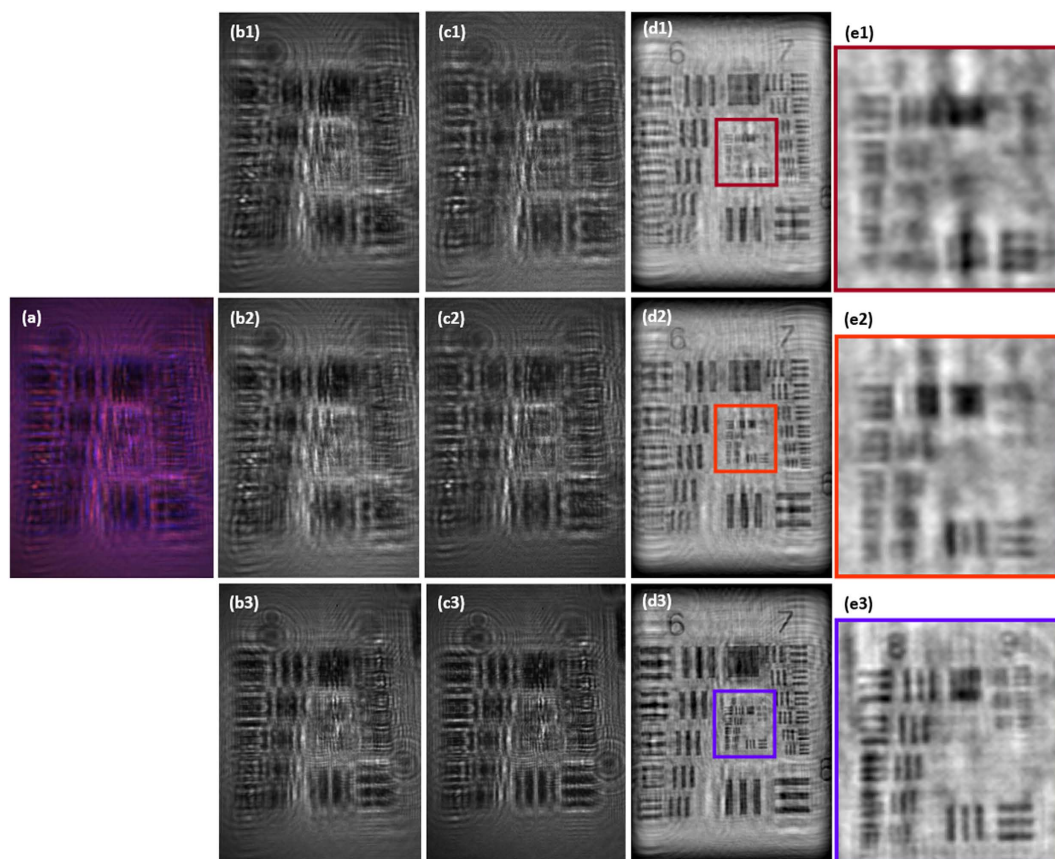 (b1) (c1) (d1) (e1)
6 7
(a) (b2) (c2) (d2) (e2)
6 7
(b3) (c3) (d3) (e3)
6 7
8 9